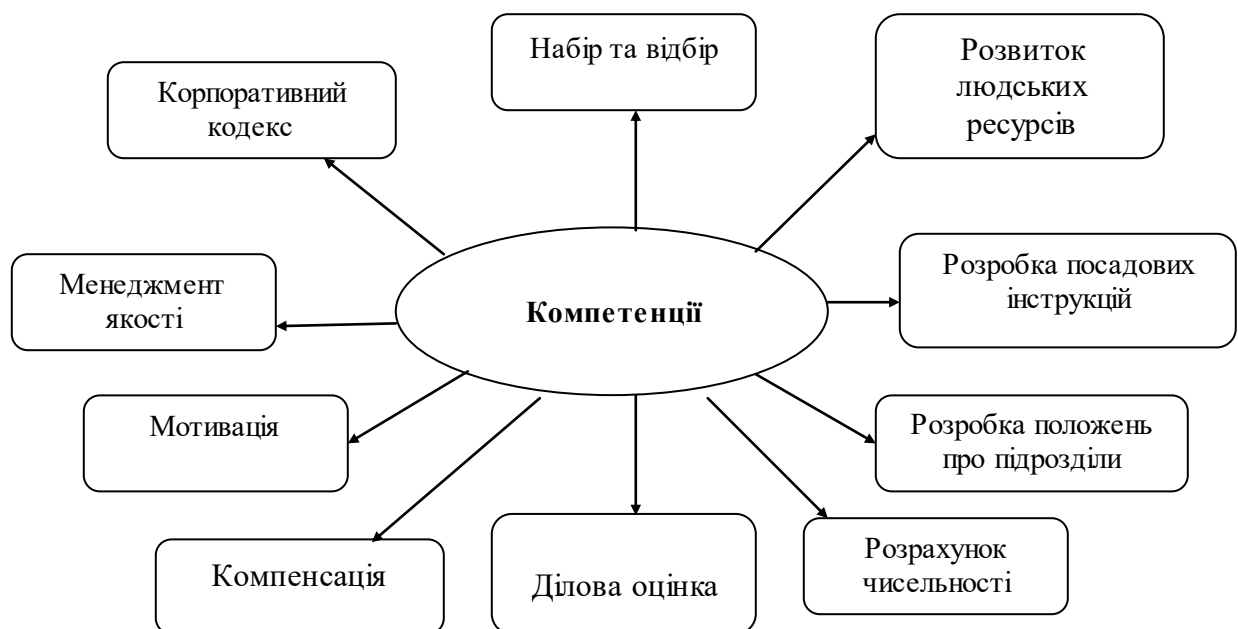 Набір та відбір
Розвиток
людських
ресурсів
Корпоративний
кодекс
Розробка посадових
інструкцій
Менеджмент
якості
Компетенції
Мотивація
Розробка положень
про підрозділи
Розрахунок
чисельності
Компенсація
Ділова оцінка